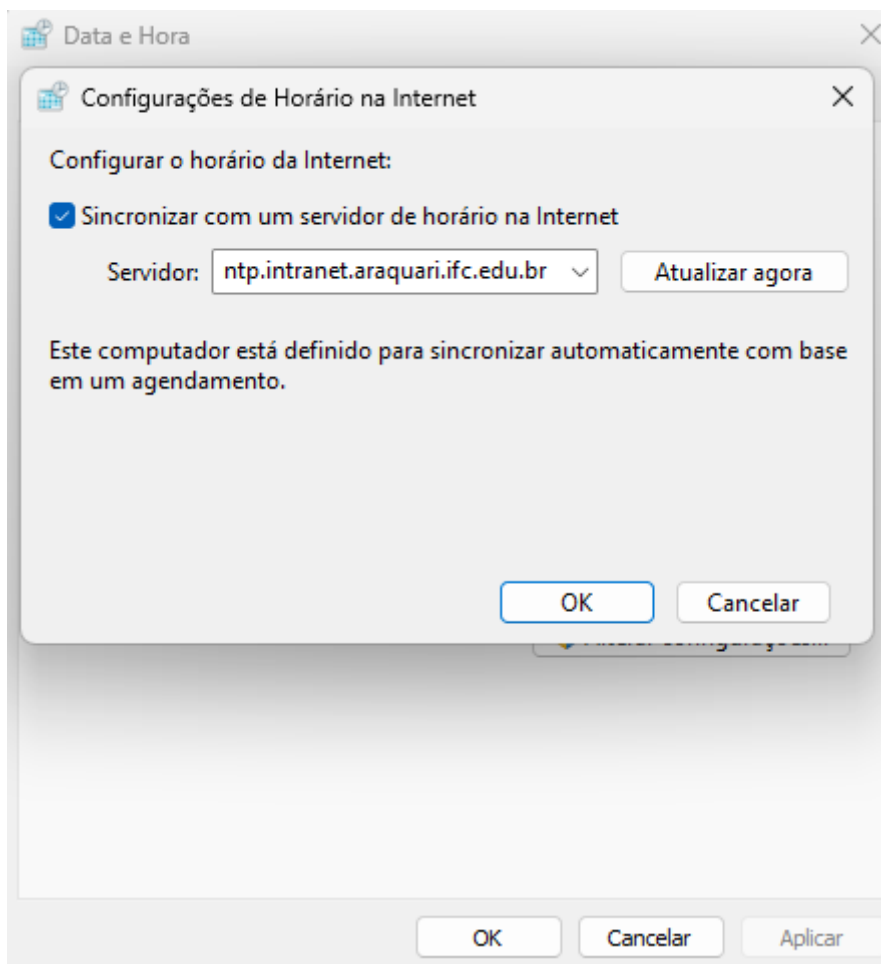 Data e Hora
Configurações de Horário na Internet
Configurar o horário da Internet:
Sincronizar com um servidor de horário na Internet
Servidor: ntp.intranet.araquari.ifc.edu.br Atualizar agora
Este computador está definido para sincronizar automaticamente com base
em um agendamento.
OK Cancelar
OK Cancelar Aplicar